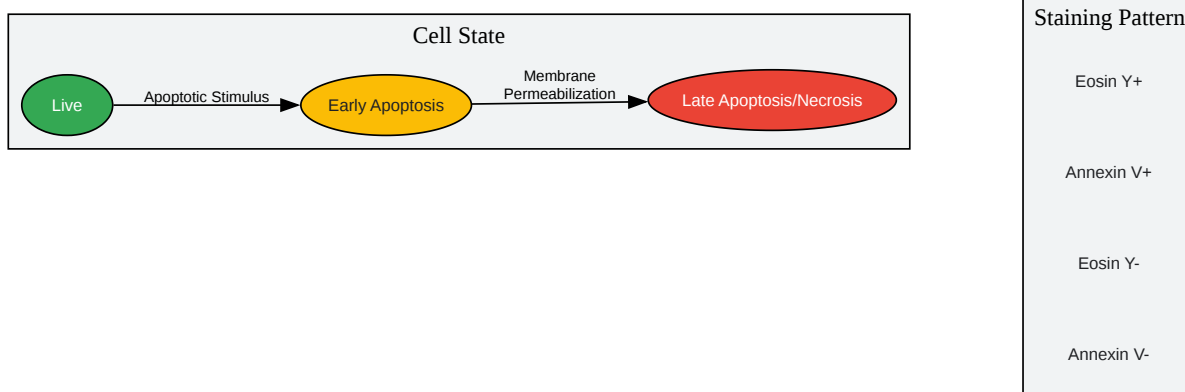 Cell State
Live
Apoptotic Stimulus
Early Apoptosis
Membrane
Permeabilization
Late Apoptosis/Necrosis
Staining Pattern
Eosin Y+
Annexin V+
Eosin Y-
Annexin V-